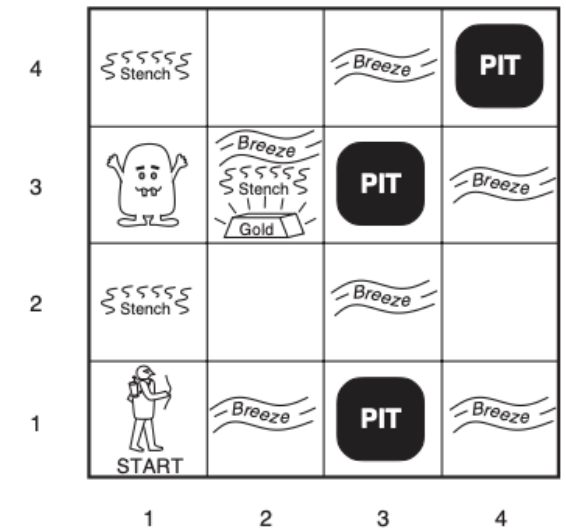 4
Stench
Breeze
PIT
3
Breeze
Stench
Gold
PIT
Breeze
2
Stench
Breeze
1
START
Breeze
PIT
Breeze
1 2 3 4